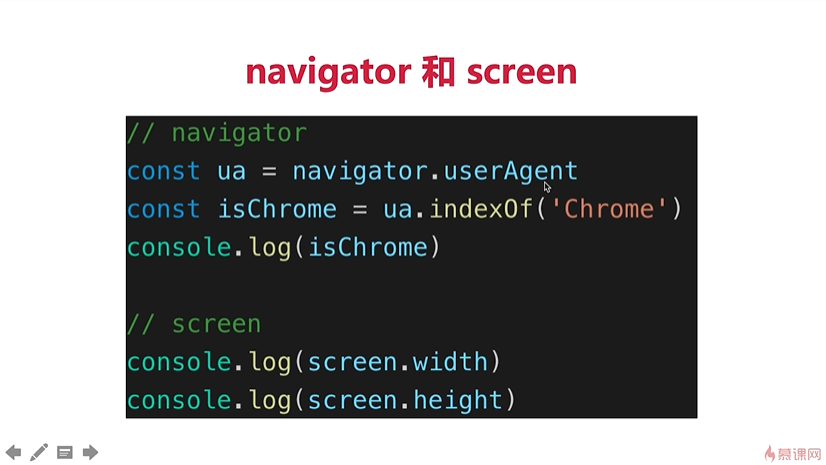 navigator 和 screen
// navigator
const ua = navigator.userAgent
const isChrome = ua.indexOf('Chrome')
console.log(isChrome)
// screen
console.log(screen.width)
console.log(screen.height)
慕课网